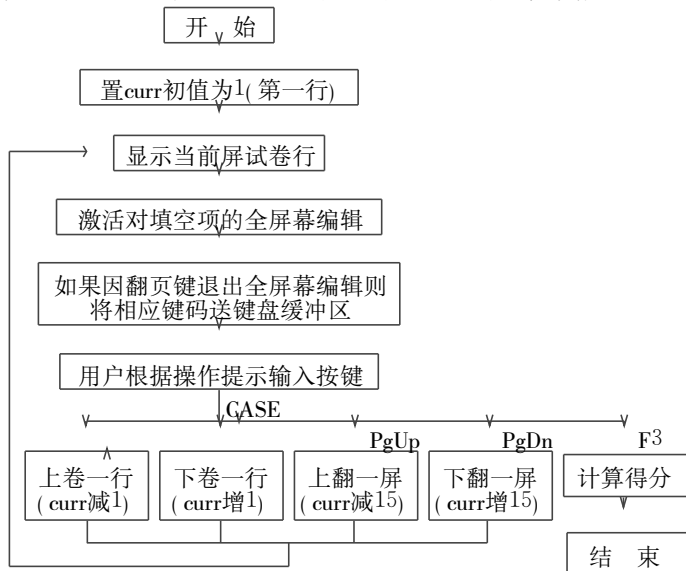 开 始
置curr初值为1(第一行)
显示当前屏试卷行
激活对填空项的全屏幕编辑
如果因翻页键退出全屏幕编辑则
将相应键码送键盘缓冲区
用户根据操作提示输入按键
CASE
PgUp
PgDn
F3
上卷一行
(curr减1)
下卷一行
(curr增1)
上翻一屏
(curr减15)
下翻一屏
(curr增15)
计算得分
结 束